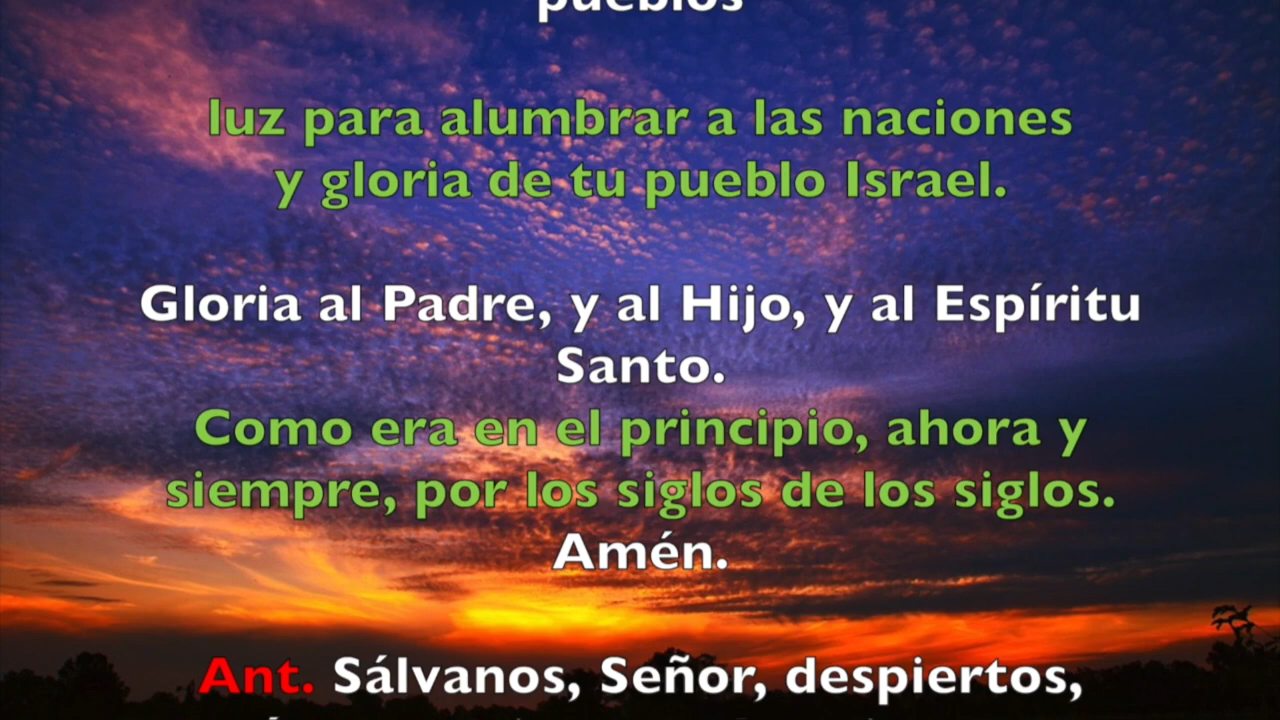 pueblos
luz para alumbrar a las naciones
y gloria de tu pueblo Israel.
Gloria al Padre, y al Hijo, y al Espíritu
Santo.
Como era en el principio, ahora y
siempre, por los siglos de los siglos.
Amén.
Ant. Sálvanos, Señor, despiertos,